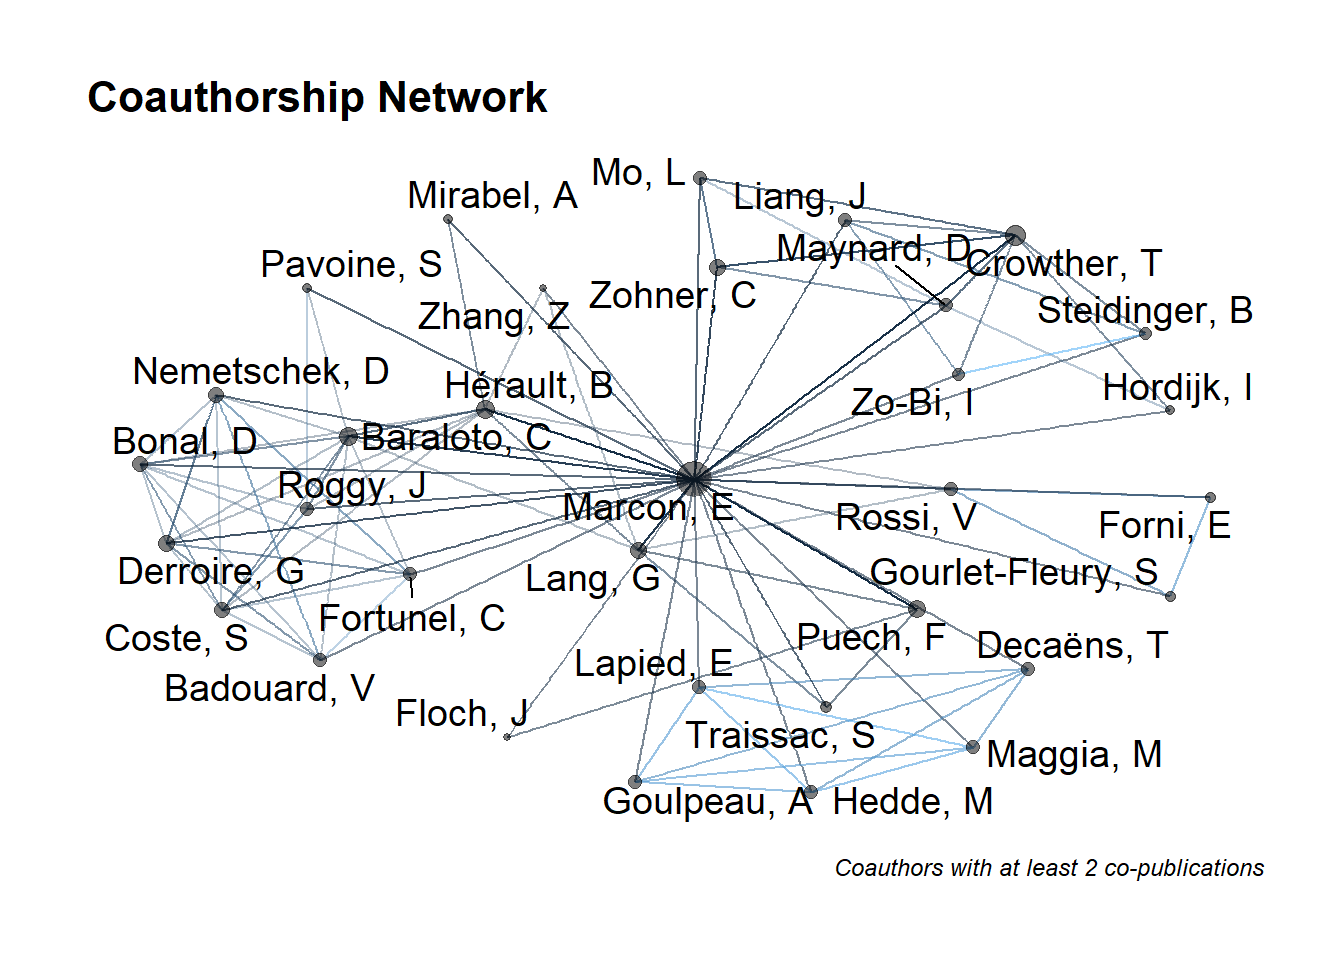 Coauthorship Network
Mo, L
Mirabel, A
Liang, J
Maynard, D
Crowther, T
Pavoine, S
Zohner, C
Zhang, Z
Steidinger, B
Nemetschek, D
Hérault, B
Zo-Bi, I
Hordijk, I
Bonal, D
Baraloto, C
Roggy, J
Marcon, E
Rossi, V
Forni, E
Derroire, G
Lang, G
Gourlet-Fleury, S
Fortunel, C
Coste, S
Puech, F
Decaëns, T
Lapied, E
Badouard, V
Floch, J
Traissac, S
Maggia, M
Goulpeau, A
Hedde, M
Coauthors with at least 2 co-publications